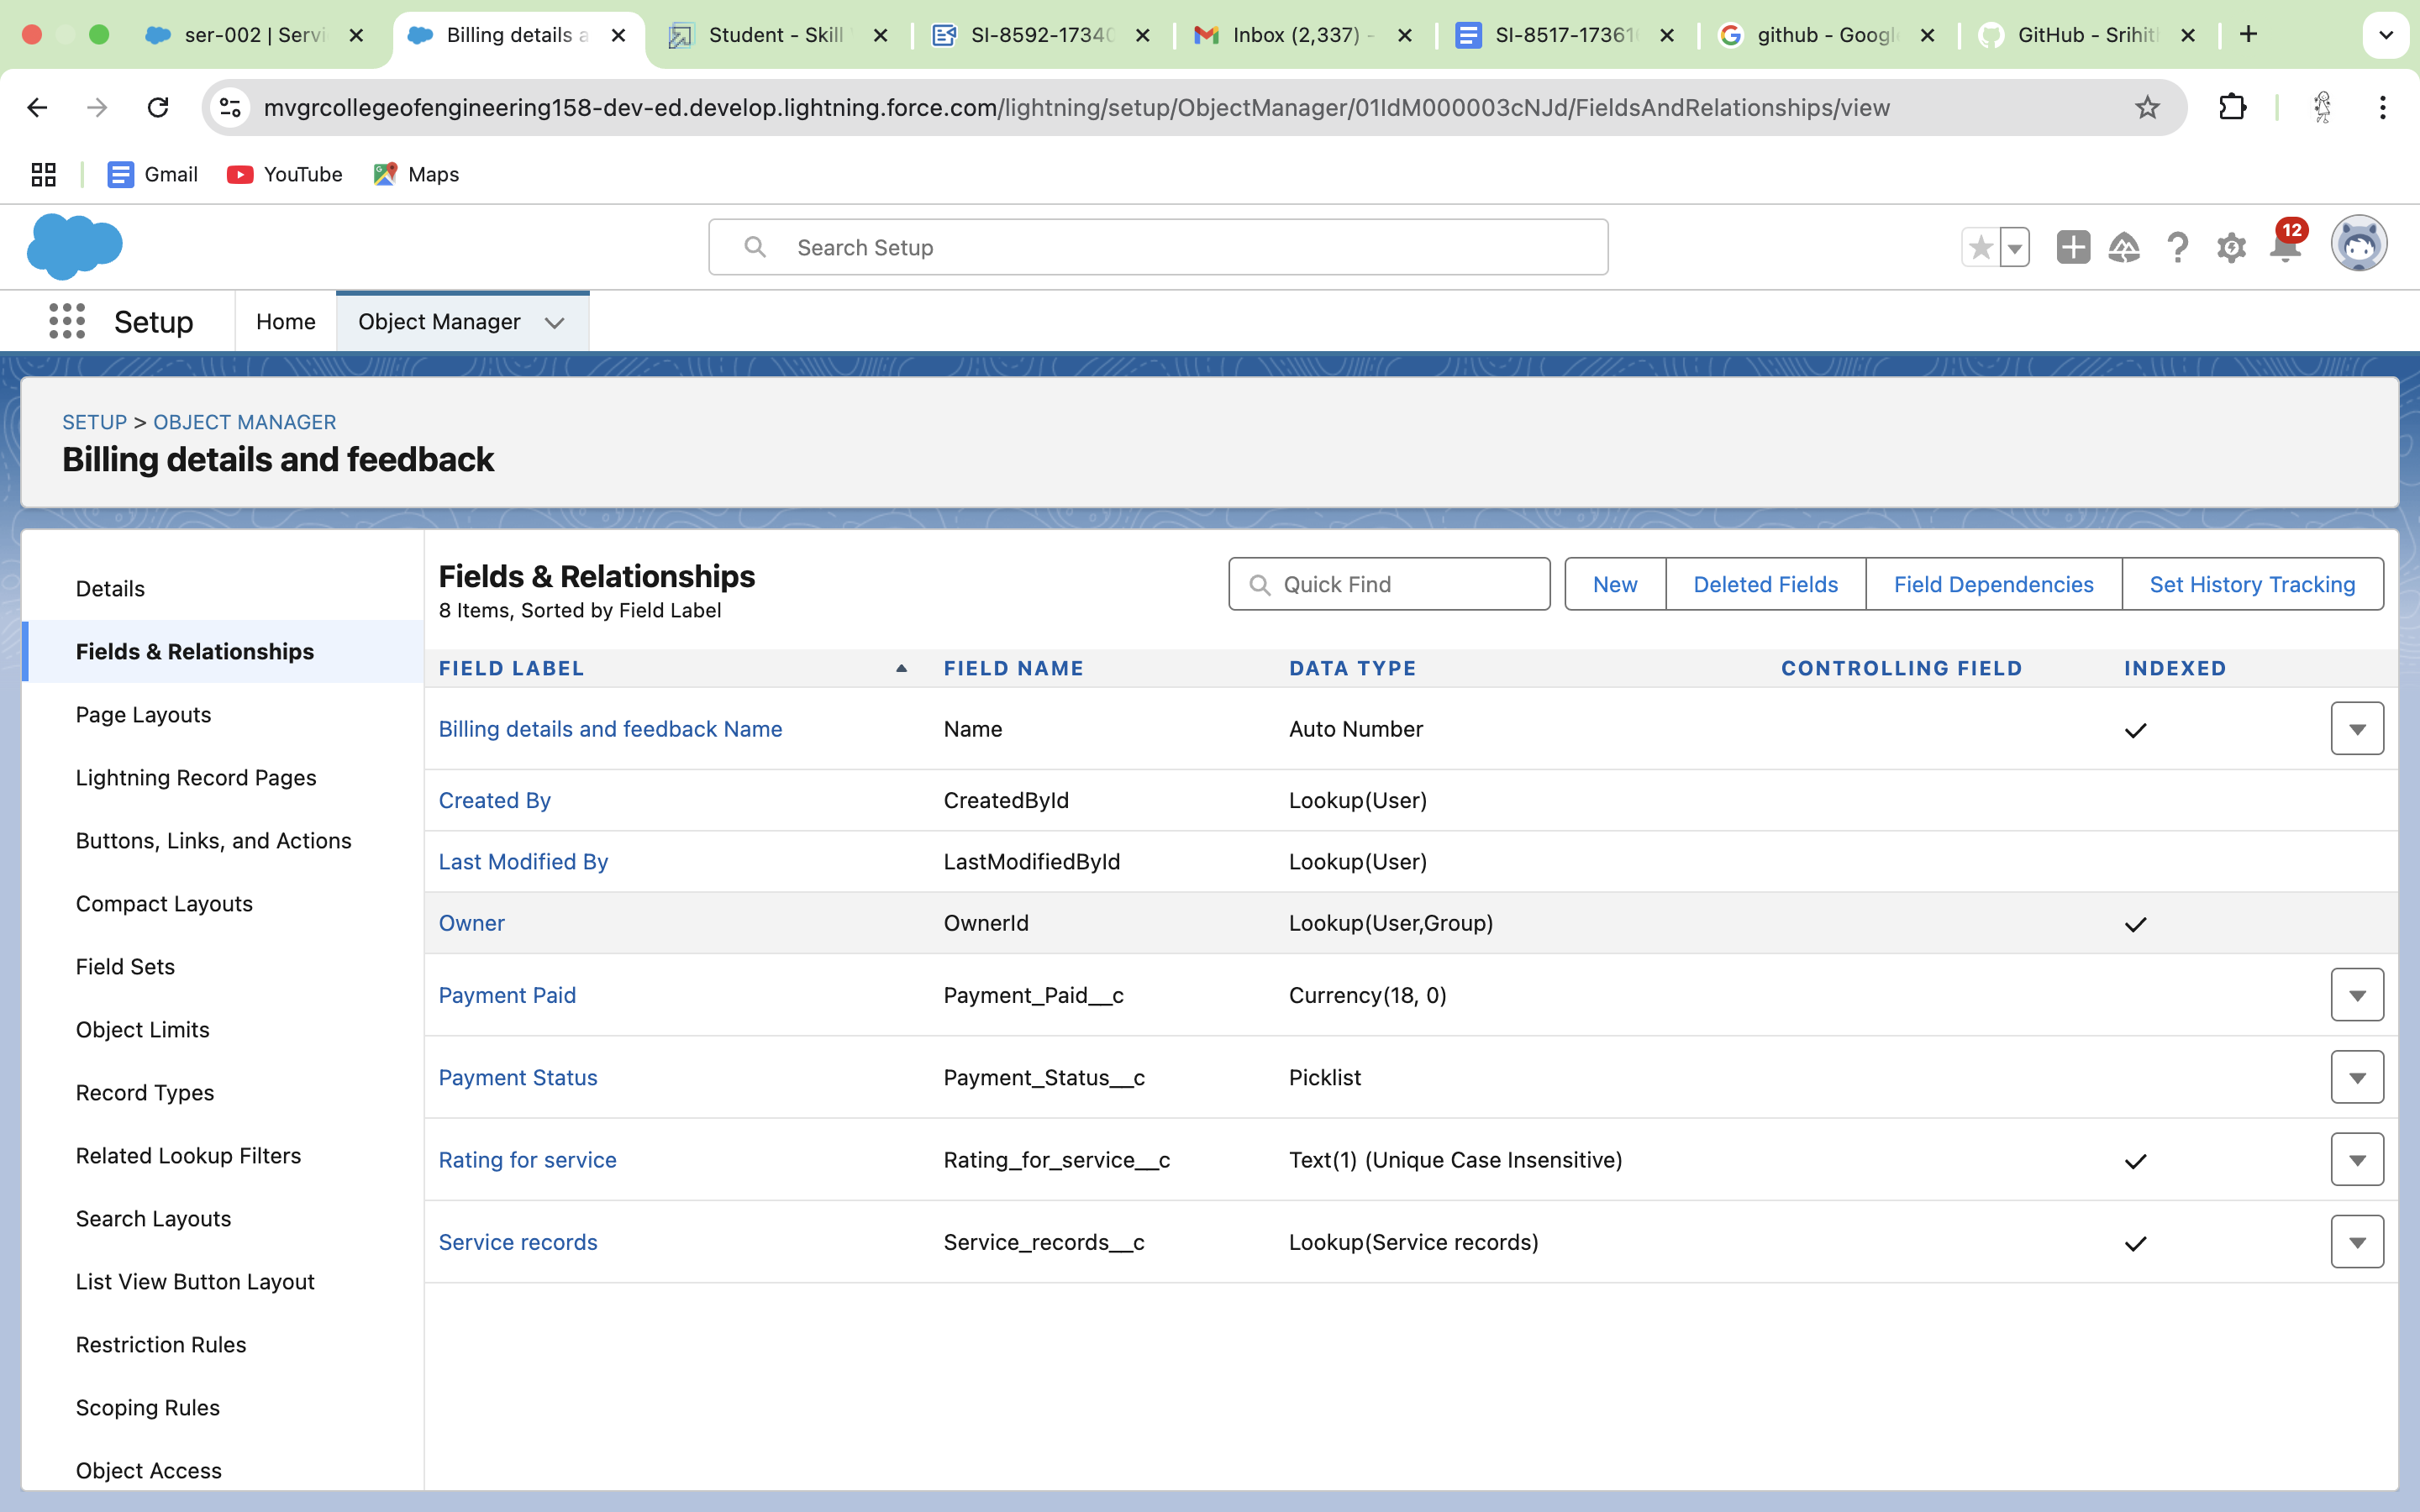 ser-002 | Servi
Billing details a
Student - Skill
SI-8592-1734
Inbox (2,337) -
SI-8517-17361
github - Googl
GitHub - Srihit
mvgrcollegeofengineering158-dev-ed.develop.lightning.force.com/lightning/setup/ObjectManager/01IdM000003cNJd/FieldsAndRelationships/view
Gmail
YouTube
Maps
Search Setup
12
Setup
Home
Object Manager
SETUP > OBJECT MANAGER
Billing details and feedback
Details
Fields & Relationships
Page Layouts
Lightning Record Pages
Buttons, Links, and Actions
Compact Layouts
Field Sets
Object Limits
Record Types
Related Lookup Filters
Search Layouts
List View Button Layout
Restriction Rules
Scoping Rules
Object Access
Fields & Relationships
8 Items, Sorted by Field Label
Quick Find
New
Deleted Fields
Field Dependencies
Set History Tracking
FIELD LABEL FIELD NAME DATA TYPE CONTROLLING FIELD INDEXED
Billing details and feedback Name Name Auto Number
Created By CreatedById Lookup(User)
Last Modified By LastModifiedById Lookup(User)
Owner OwnerId Lookup(User,Group)
Payment Paid Payment_Paid__c Currency(18, 0)
Payment Status Payment_Status__c Picklist
Rating for service Rating_for_service__c Text(1) (Unique Case Insensitive)
Service records Service_records__c Lookup(Service records)